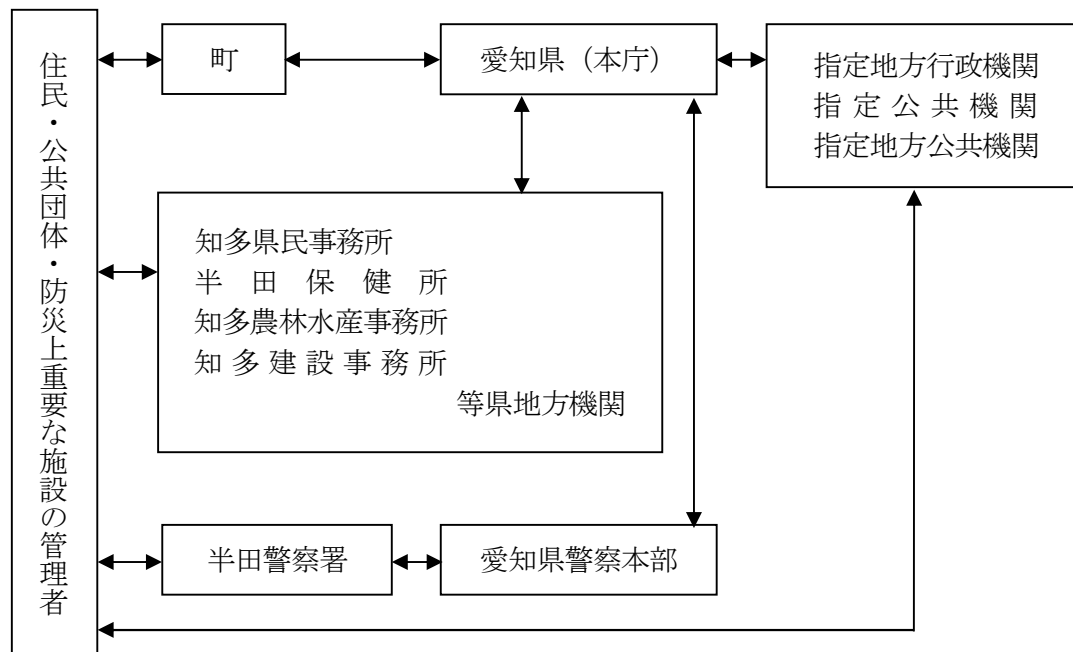 住民・公共団体・防災上重要な施設の管理者
町
愛知県（本庁）
指定地方行政機関
指定公共機関
指定地方公共機関
知多県民事務所
半田保健所
知多農林水産事務所
知多建設事務所
等県地方機関
半田警察署
愛知県警察本部